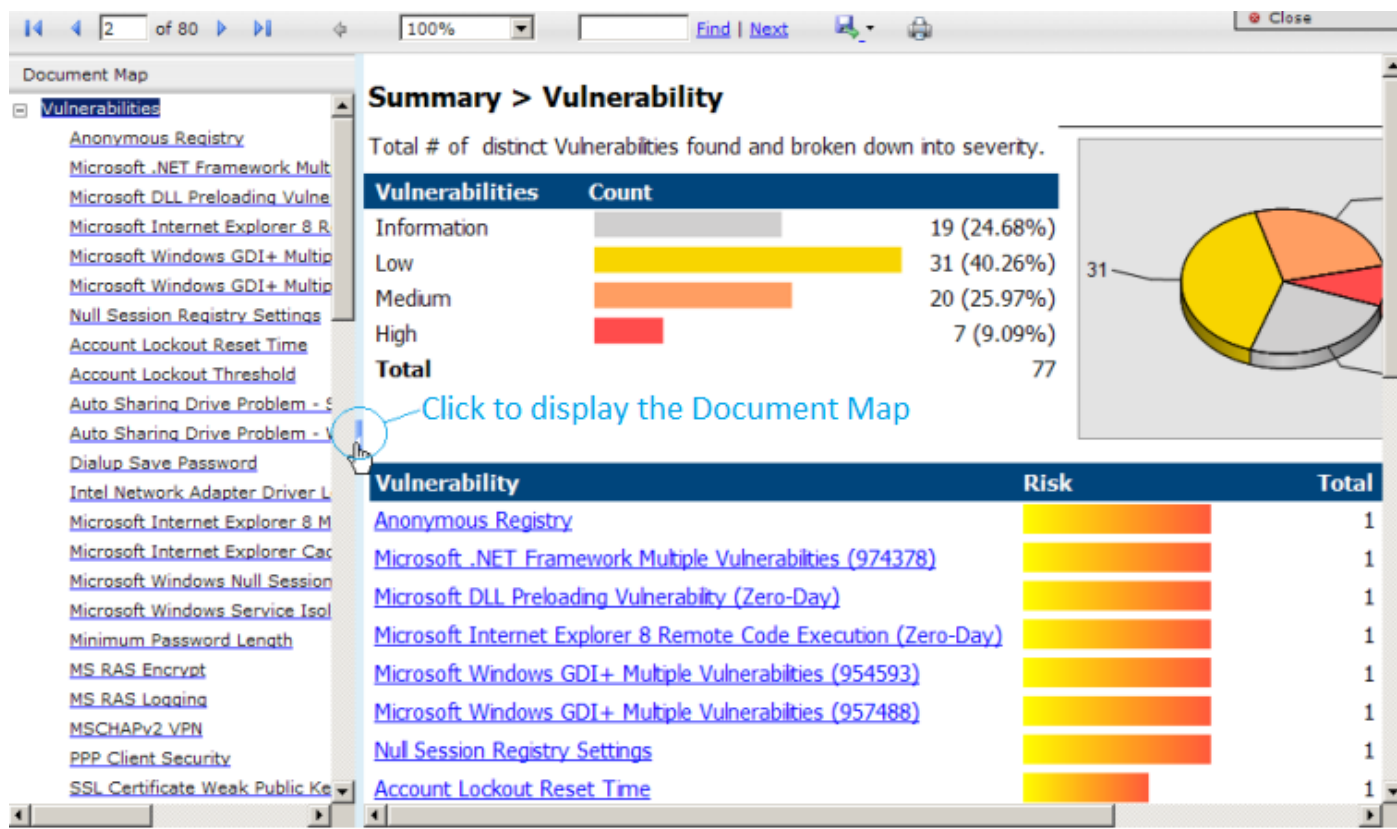 2 of 80 100% Find | Next Close
Document Map
Vulnerabilities
Anonymous Registry
Microsoft .NET Framework Mult
Microsoft DLL Preloading Vulne
Microsoft Internet Explorer 8 R
Microsoft Windows GDI+ Multip
Microsoft Windows GDI+ Multip
Null Session Registry Settings
Account Lockout Reset Time
Account Lockout Threshold
Auto Sharing Drive Problem - S
Auto Sharing Drive Problem - W
Dialup Save Password
Intel Network Adapter Driver L
Microsoft Internet Explorer 8 M
Microsoft Internet Explorer Cac
Microsoft Windows Null Session
Microsoft Windows Service Isol
Minimum Password Length
MS RAS Encrypt
MS RAS Logging
MSCHAPv2 VPN
PPP Client Security
SSL Certificate Weak Public Ke
Summary > Vulnerability
Total # of distinct Vulnerabilities found and broken down into severity.
Vulnerabilities Count
Information 19 (24.68%)
Low 31 (40.26%)
Medium 20 (25.97%)
High 7 (9.09%)
Total 77
31
Click to display the Document Map
Vulnerability Risk Total
Anonymous Registry 1
Microsoft .NET Framework Multiple Vulnerabilties (974378) 1
Microsoft DLL Preloading Vulnerability (Zero-Day) 1
Microsoft Internet Explorer 8 Remote Code Execution (Zero-Day) 1
Microsoft Windows GDI+ Multiple Vulnerabilties (954593) 1
Microsoft Windows GDI+ Multiple Vulnerabilties (957488) 1
Null Session Registry Settings 1
Account Lockout Reset Time 1